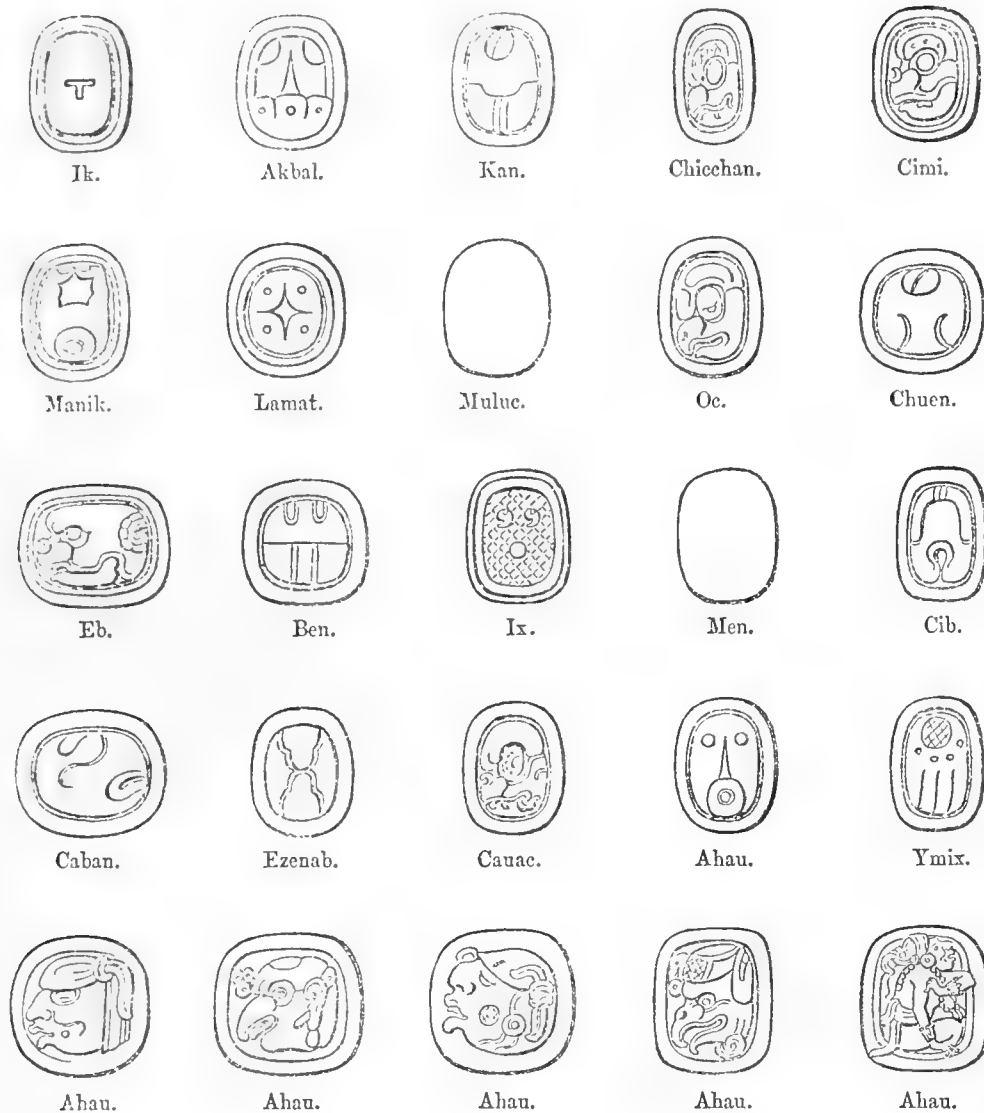 Ik. Akbal. Kan. Chicchan. Cimi.
Manik. Lamat. Muluc. Oc. Chuen.
Eb. Ben. Ix. Men. Cib.
Caban. Ezenab. Cauac. Ahau. Ymix.
Ahau. Ahau. Ahau. Ahau. Ahau.